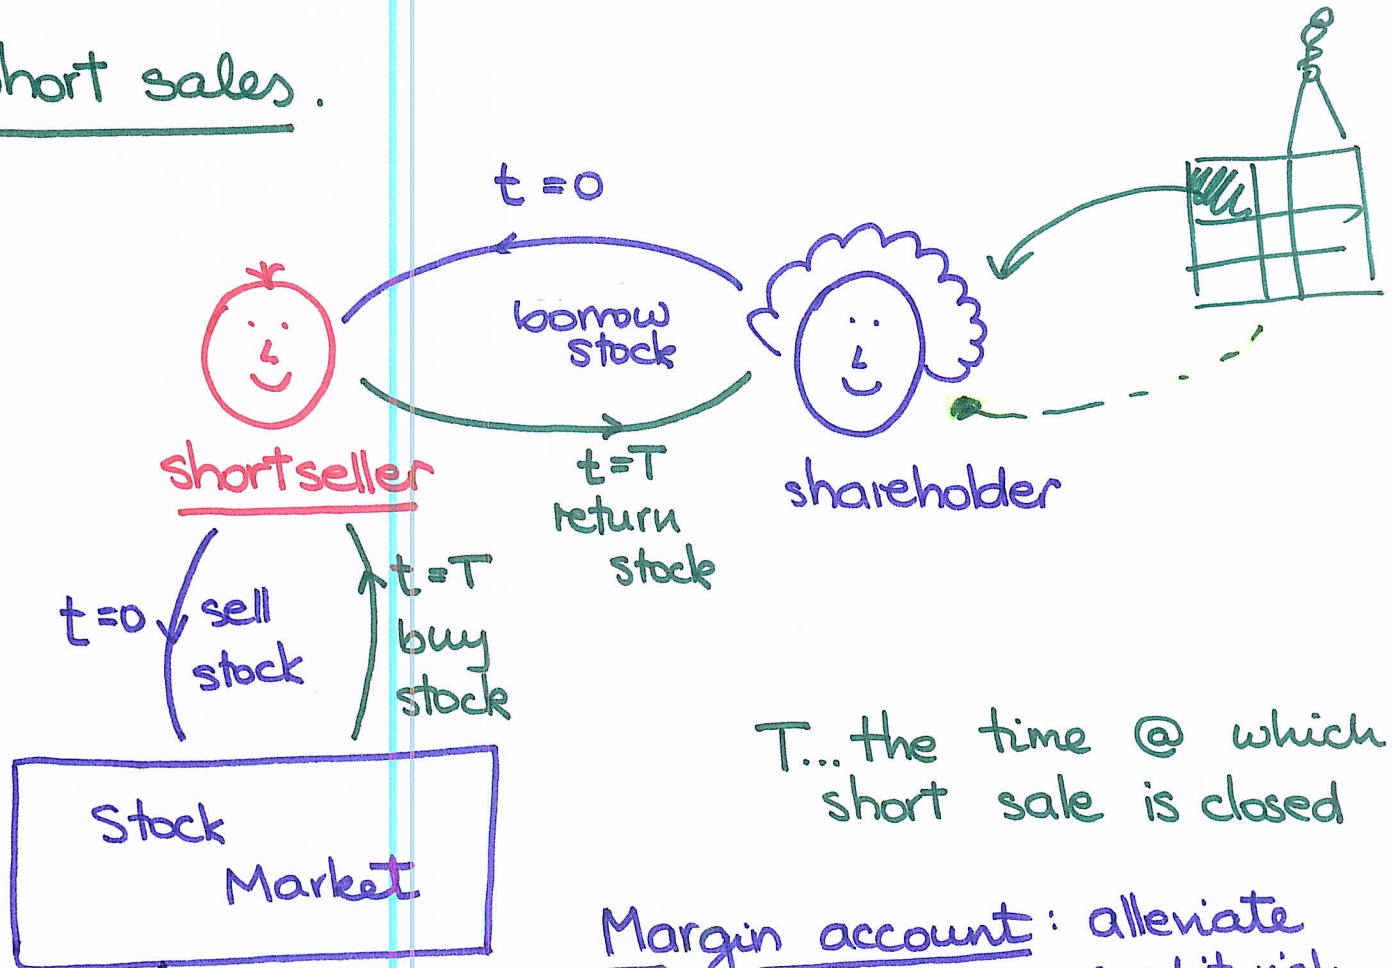 short sales.
t=0
borrow
stock
shortseller
shareholder
t=T
return
stock
t=0
sell
stock
t=T
buy
stock
Stock
Market
T... the time @ which
short sale is closed
Margin account: alleviate